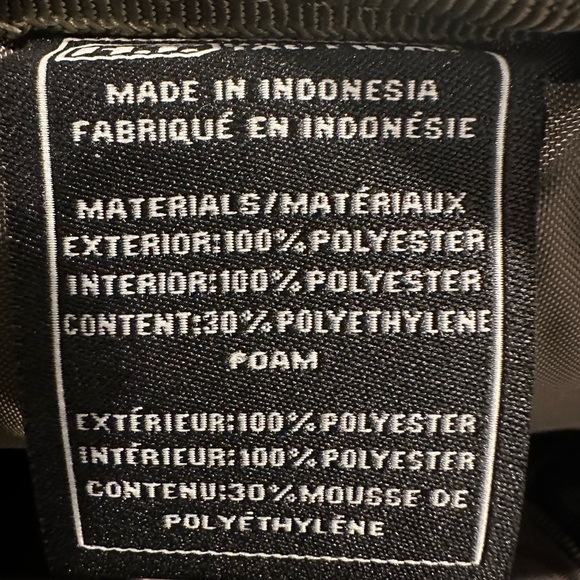 MADE IN INDONESIA
FABRIQUÉ EN INDONÉSIE
MATERIALS/MATÉRIAUX
EXTERIOR:100%POLYESTER
INTERIOR:100%POLYESTER
CONTENT:30%POLYETHYLENE
FOAM
EXTÉRIEUR:100%POLYESTER
INTÉRIEUR:100%POLYESTER
CONTENU:30%MOUSSE DE
POLYÉTHYLÉNE